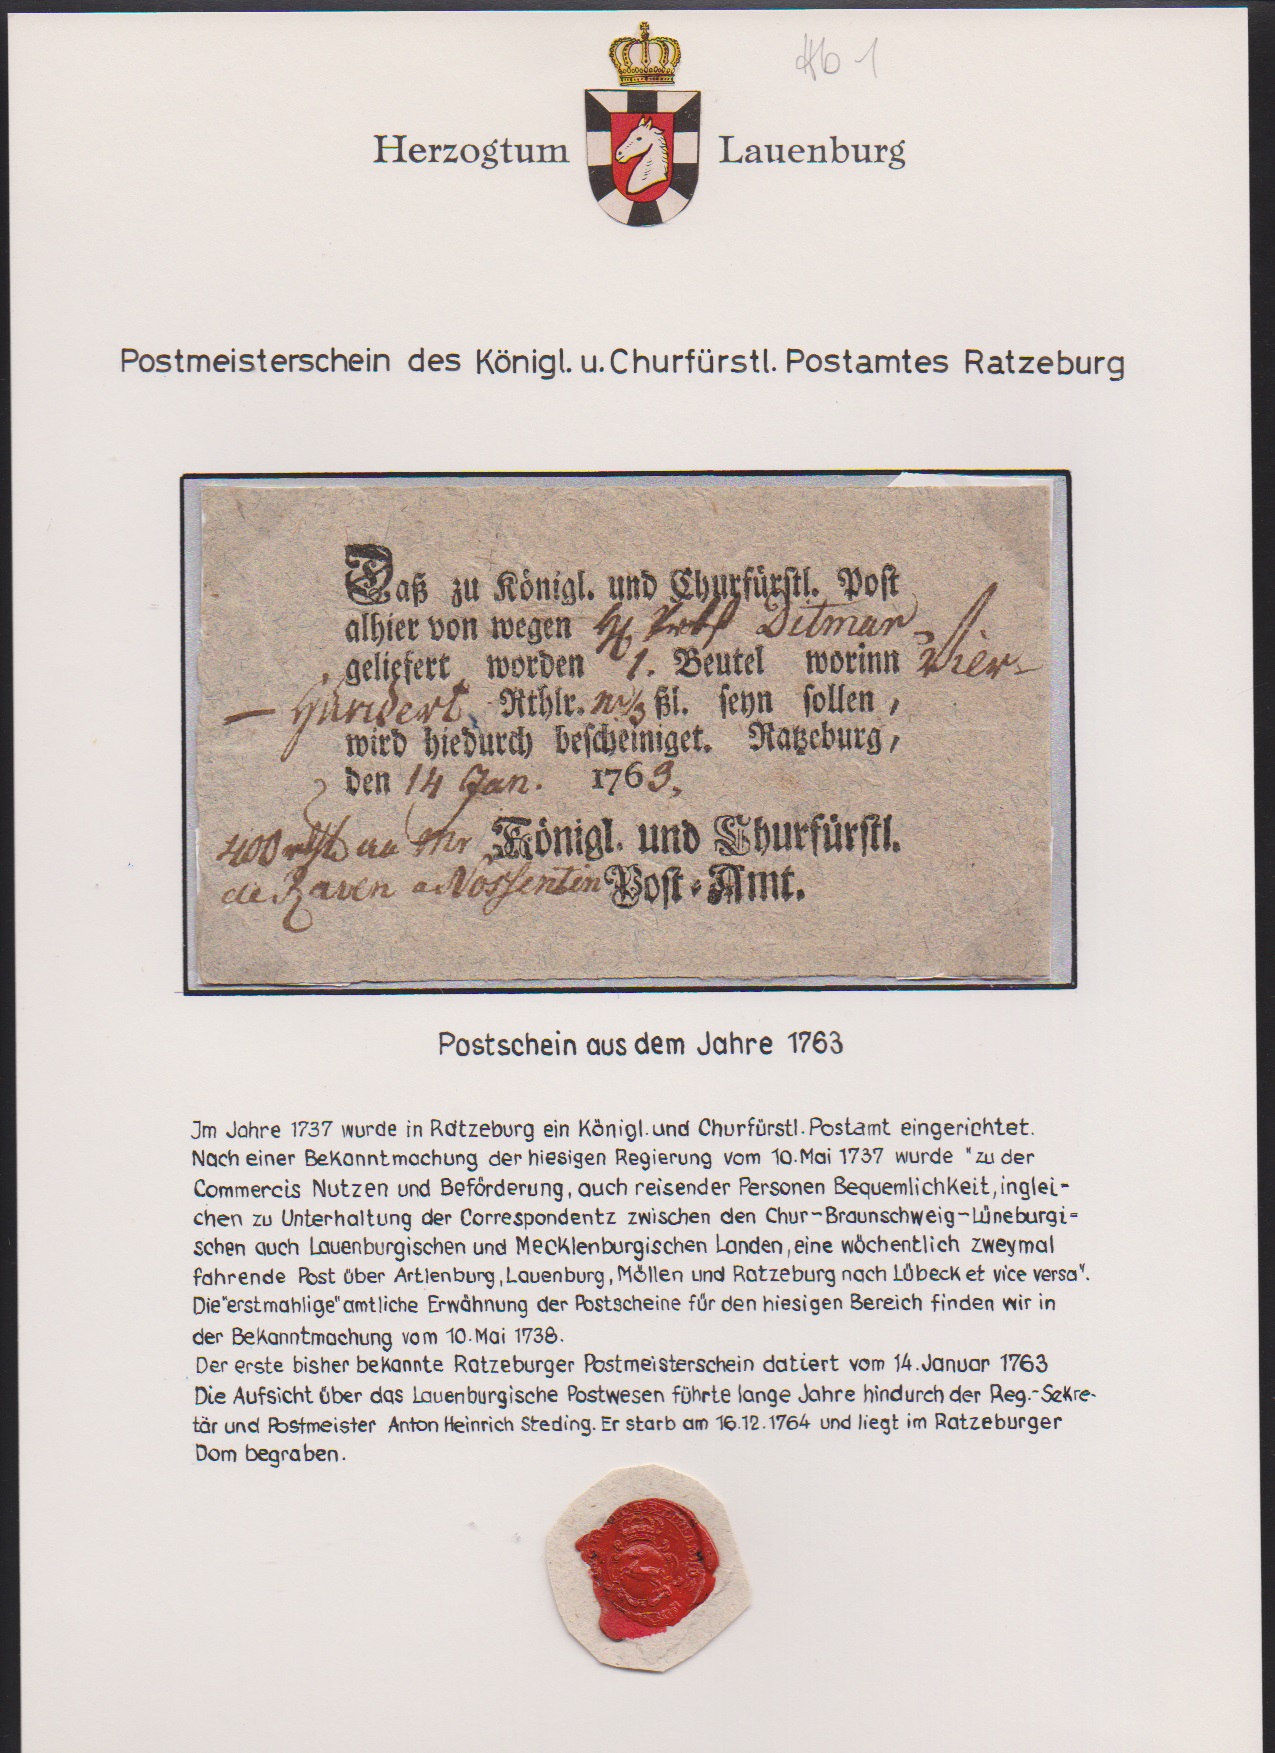 Herzogtum Lauenburg
Postmeisterschein des Königl. u. Churfürstl. Postamtes Ratzeburg
Daß zu Königl. und Churfürstl. Post
alhier von wegen Ditmar
geliefert worden 1. Beutel worinn Vier-
— Hundert Rthlr. ßl. seyn sollen,
wird hiedurch bescheiniget. Ratzeburg,
den 14 Jan. 1763.
Königl. und Churfürstl.
Post-Amt.
400 an Mr
de Raven a Nossentin
Postschein aus dem Jahre 1763
Jm Jahre 1737 wurde in Ratzeburg ein Königl. und Churfürstl. Postamt eingerichtet.
Nach einer Bekanntmachung der hiesigen Regierung vom 10. Mai 1737 wurde "zu der
Commercis Nutzen und Beförderung, auch reisender Personen Bequemlichkeit, inglei-
chen zu Unterhaltung der Correspondentz zwischen den Chur-Braunschweig-Lüneburgi=
schen auch Lauenburgischen und Mecklenburgischen Landen, eine wöchentlich zweymal
fahrende Post über Artlenburg, Lauenburg, Möllen und Ratzeburg nach Lübeck et vice versa".
Die "erstmahlige" amtliche Erwähnung der Postscheine für den hiesigen Bereich finden wir in
der Bekanntmachung vom 10. Mai 1738.
Der erste bisher bekannte Ratzeburger Postmeisterschein datiert vom 14. Januar 1763
Die Aufsicht über das Lauenburgische Postwesen führte lange Jahre hindurch der Reg.-Sekre-
tär und Postmeister Anton Heinrich Steding. Er starb am 16.12.1764 und liegt im Ratzeburger
Dom begraben.